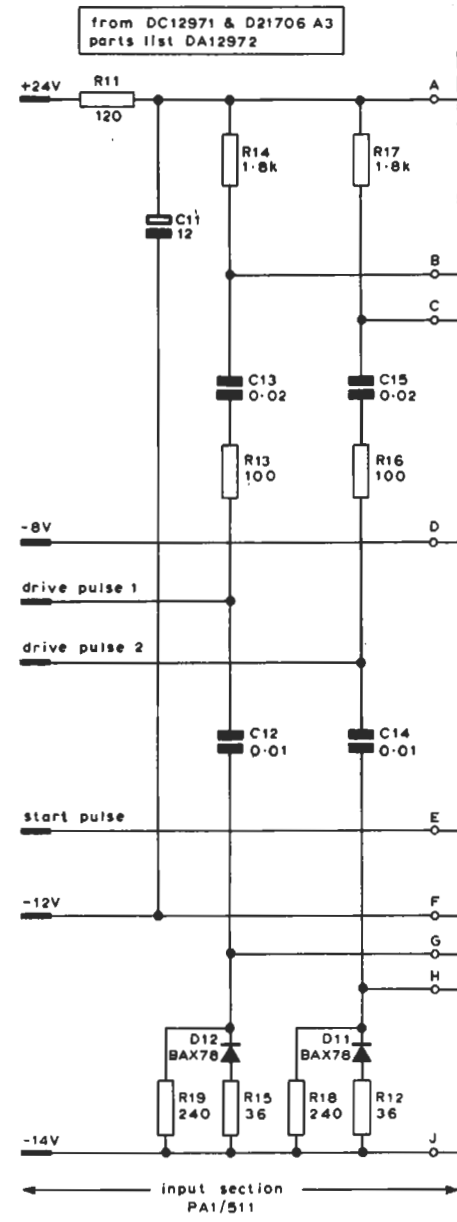 from DC12971 & D21706 A3
parts list DA12972
+24V
R11
120
A
R14
1·8k
R17
1·8k
C11
12
B
C
C13
0·02
C15
0·02
R13
100
R16
100
-8V
D
drive pulse 1
drive pulse 2
C12
0·01
C14
0·01
start pulse
E
-12V
F
G
H
D12
BAX78
D11
BAX78
R19
240
R15
36
R18
240
R12
36
-14V
J
input section
PA1/511